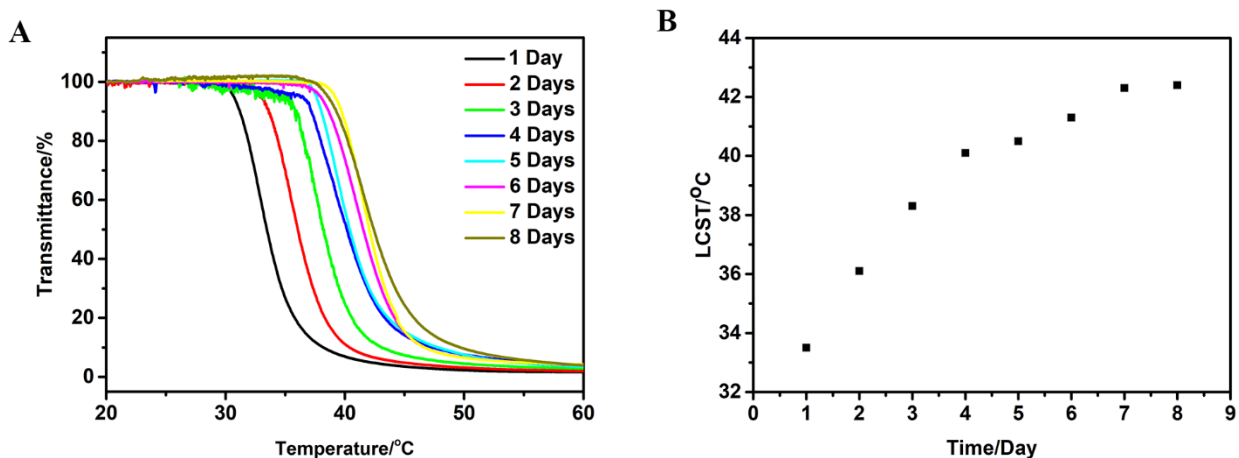 A
Transmittance/%
100
80
60
40
20
0
20 30 40 50 60
Temperature/°C
1 Day
2 Days
3 Days
4 Days
5 Days
6 Days
7 Days
8 Days
B
LCST/°C
44
42
40
38
36
34
32
0 1 2 3 4 5 6 7 8 9
Time/Day